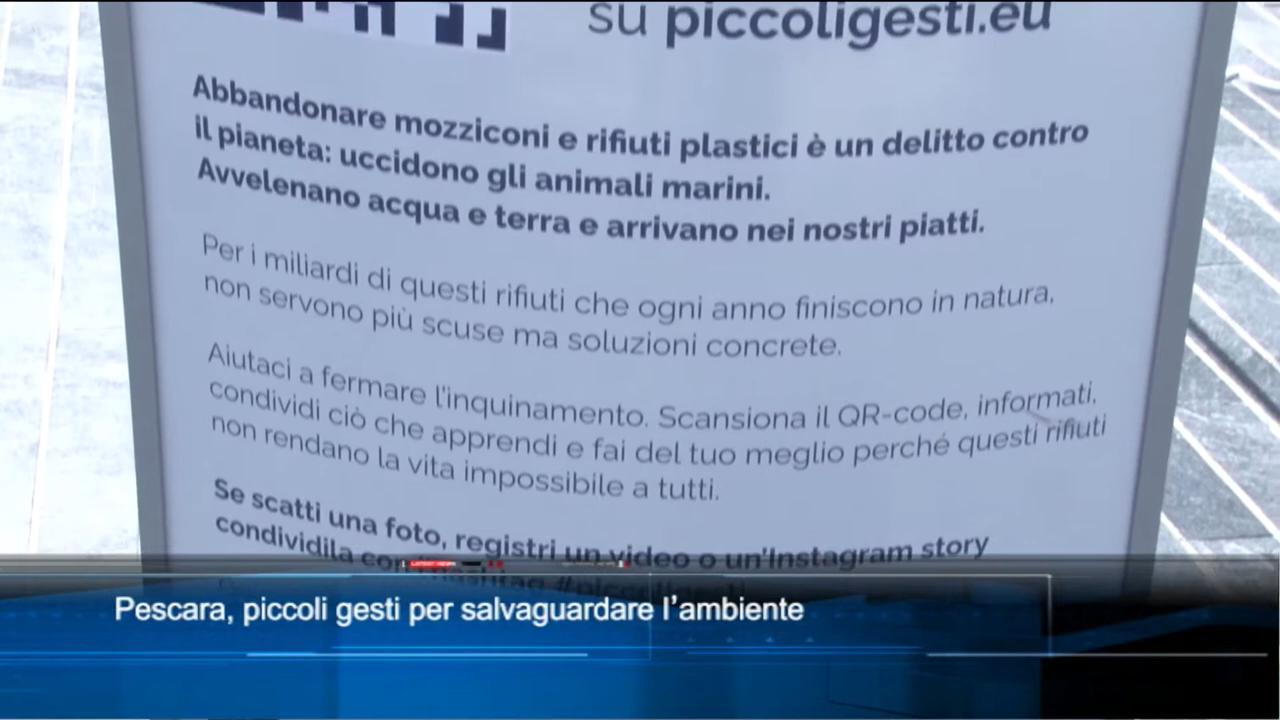 su piccoligesti.eu
Abbandonare mozziconi e rifiuti plastici è un delitto contro
il pianeta: uccidono gli animali marini.
Avvelenano acqua e terra e arrivano nei nostri piatti.
Per i miliardi di questi rifiuti che ogni anno finiscono in natura,
non servono più scuse ma soluzioni concrete.
Aiutaci a fermare l'inquinamento. Scansiona il QR-code, informati,
condividi ciò che apprendi e fai del tuo meglio perché questi rifiuti
non rendano la vita impossibile a tutti.
Se scatti una foto, registri un video o un'Instagram story
condividila
LATEST NEWS
Pescara, piccoli gesti per salvaguardare l'ambiente